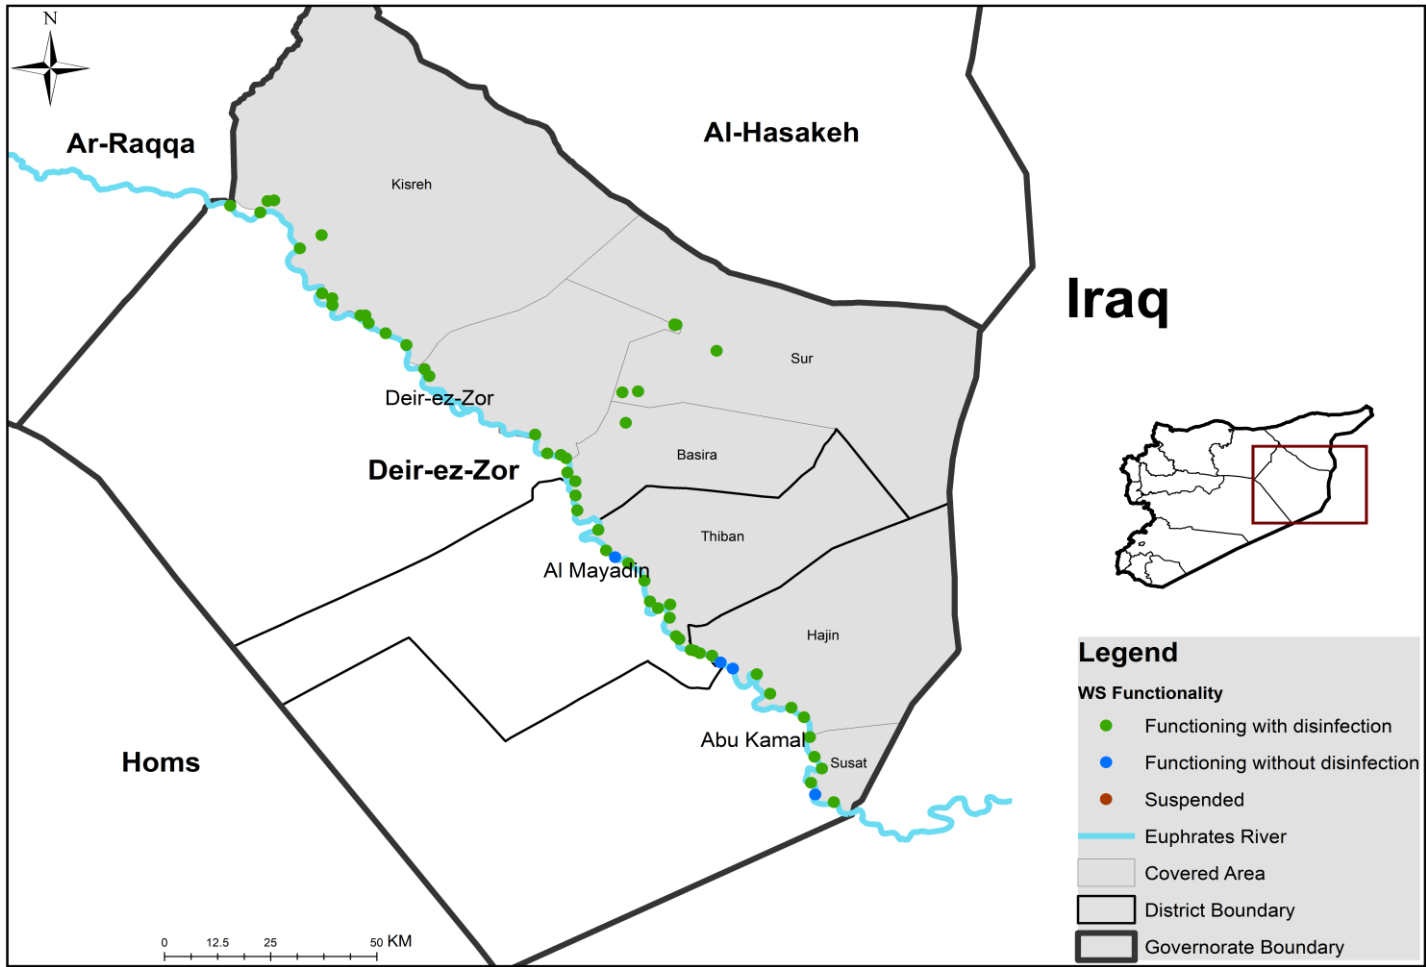 N
Ar-Raqqa
Al-Hasakeh
Kisreh
Iraq
Sur
Deir-ez-Zor
Basira
Deir-ez-Zor
Thiban
Al Mayadin
Hajin
Abu Kamal
Susat
Homs
Legend
WS Functionality
Functioning with disinfection
Functioning without disinfection
Suspended
Euphrates River
Covered Area
District Boundary
Governorate Boundary
0 12.5 25 50 KM